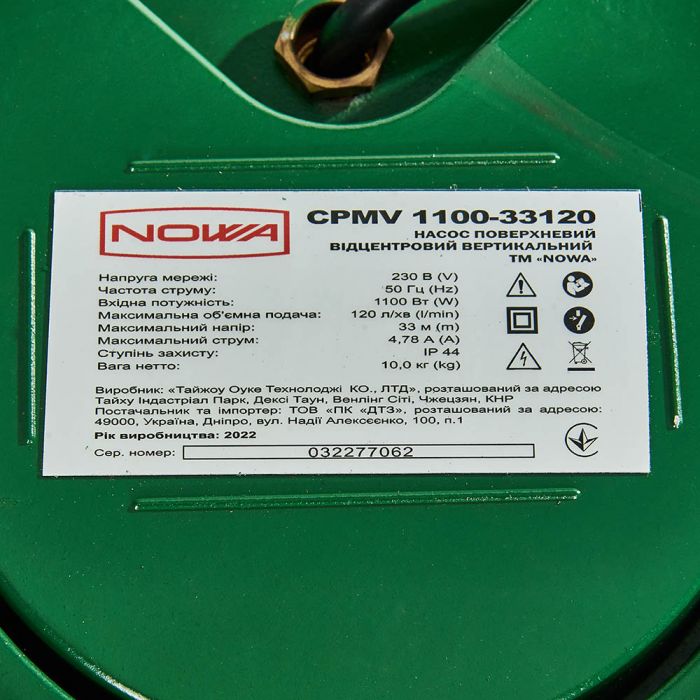 NOWA
CPMV 1100-33120
НАСОС ПОВЕРХНЕВИЙ
ВІДЦЕНТРОВИЙ ВЕРТИКАЛЬНИЙ
ТМ «NOWA»
Напруга мережі: 230 В (V)
Частота струму: 50 Гц (Hz)
Вхідна потужність: 1100 Вт (W)
Максимальна об'ємна подача: 120 л/хв (l/min)
Максимальний напір: 33 м (m)
Максимальний струм: 4,78 А (A)
Ступінь захисту: IP 44
Вага нетто: 10,0 кг (kg)
Виробник: «Тайжоу Оуке Технолоджі КО., ЛТД», розташований за адресою
Тайху Індастріал Парк, Дексі Таун, Венлінг Сіті, Чжецзян, КНР
Постачальник та імпортер: ТОВ «ПК «ДТЗ», розташований за адресою:
49000, Україна, Дніпро, вул. Надії Алексєєнко, 100, п.1
Рік виробництва: 2022
Сер. номер: 032277062